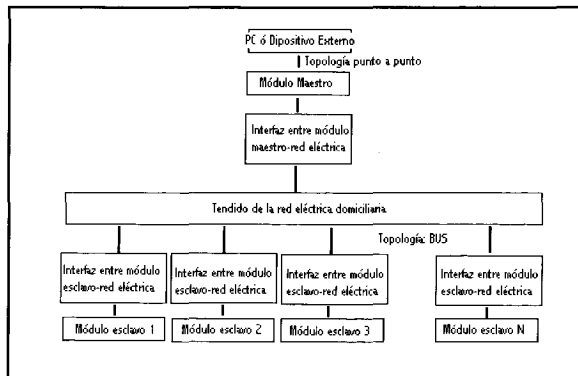 PC ó Dipositivo Externo
Topología punto a punto
Módulo Maestro
Interfaz entre módulo
maestro-red eléctrica
Tendido de la red eléctrica domiciliaria
Topología: BUS
Interfaz entre módulo
esclavo-red eléctrica
Interfaz entre módulo
esclavo-red eléctrica
Interfaz entre módulo
esclavo-red eléctrica
Interfaz entre módulo
esclavo-red eléctrica
Módulo esclavo 1
Módulo esclavo 2
Módulo esclavo 3
Módulo esclavo N